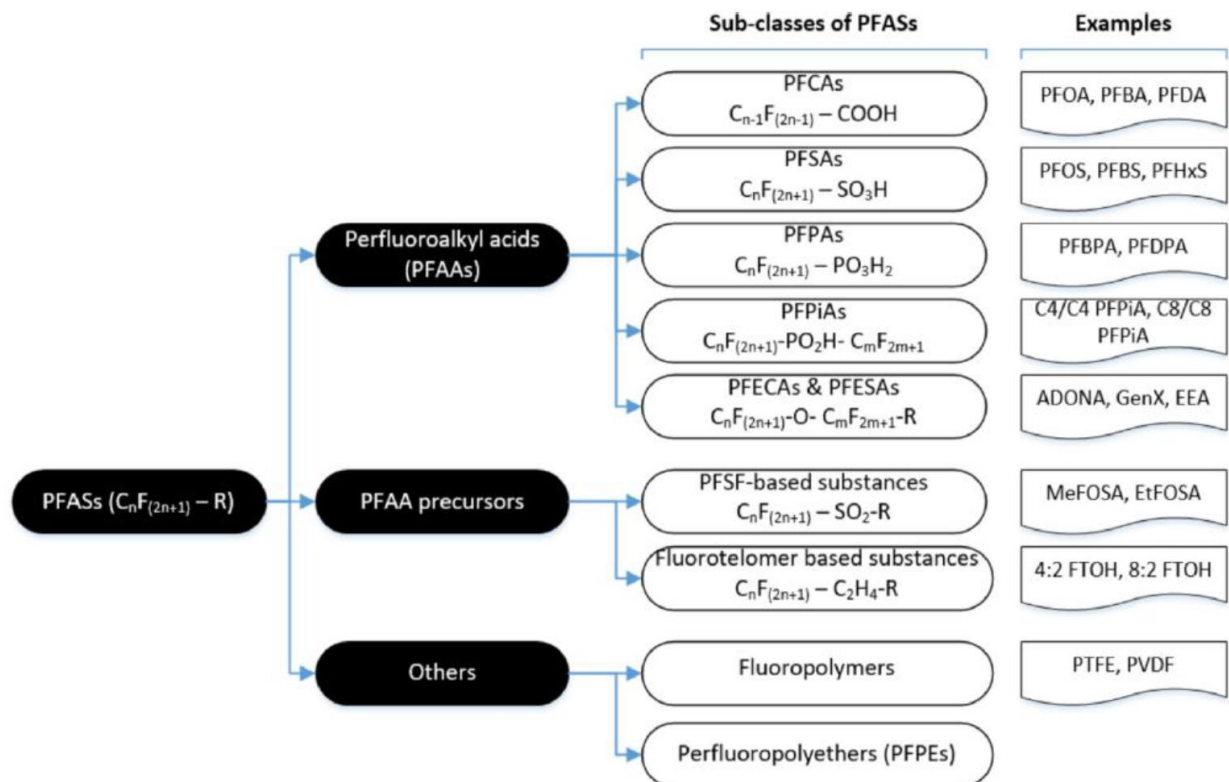 Sub-classes of PFASs
Examples
PFCAs
Cₙ₋₁F₍₂ₙ₋₁₎ – COOH
PFOA, PFBA, PFDA
PFSAs
CₙF₍₂ₙ₊₁₎ – SO₃H
PFOS, PFBS, PFHxS
Perfluoroalkyl acids
(PFAAs)
PFPAs
CₙF₍₂ₙ₊₁₎ – PO₃H₂
PFBPA, PFDPA
PFPiAs
CₙF₍₂ₙ₊₁₎-PO₂H- CₘF₂ₘ₊₁
C4/C4 PFPiA, C8/C8
PFPiA
PFECAs & PFESAs
CₙF₍₂ₙ₊₁₎-O- CₘF₂ₘ₊₁-R
ADONA, GenX, EEA
PFASs (CₙF₍₂ₙ₊₁₎ – R)
PFAA precursors
PFSF-based substances
CₙF₍₂ₙ₊₁₎ – SO₂-R
MeFOSA, EtFOSA
Fluorotelomer based substances
CₙF₍₂ₙ₊₁₎ – C₂H₄-R
4:2 FTOH, 8:2 FTOH
Others
Fluoropolymers
PTFE, PVDF
Perfluoropolyethers (PFPEs)